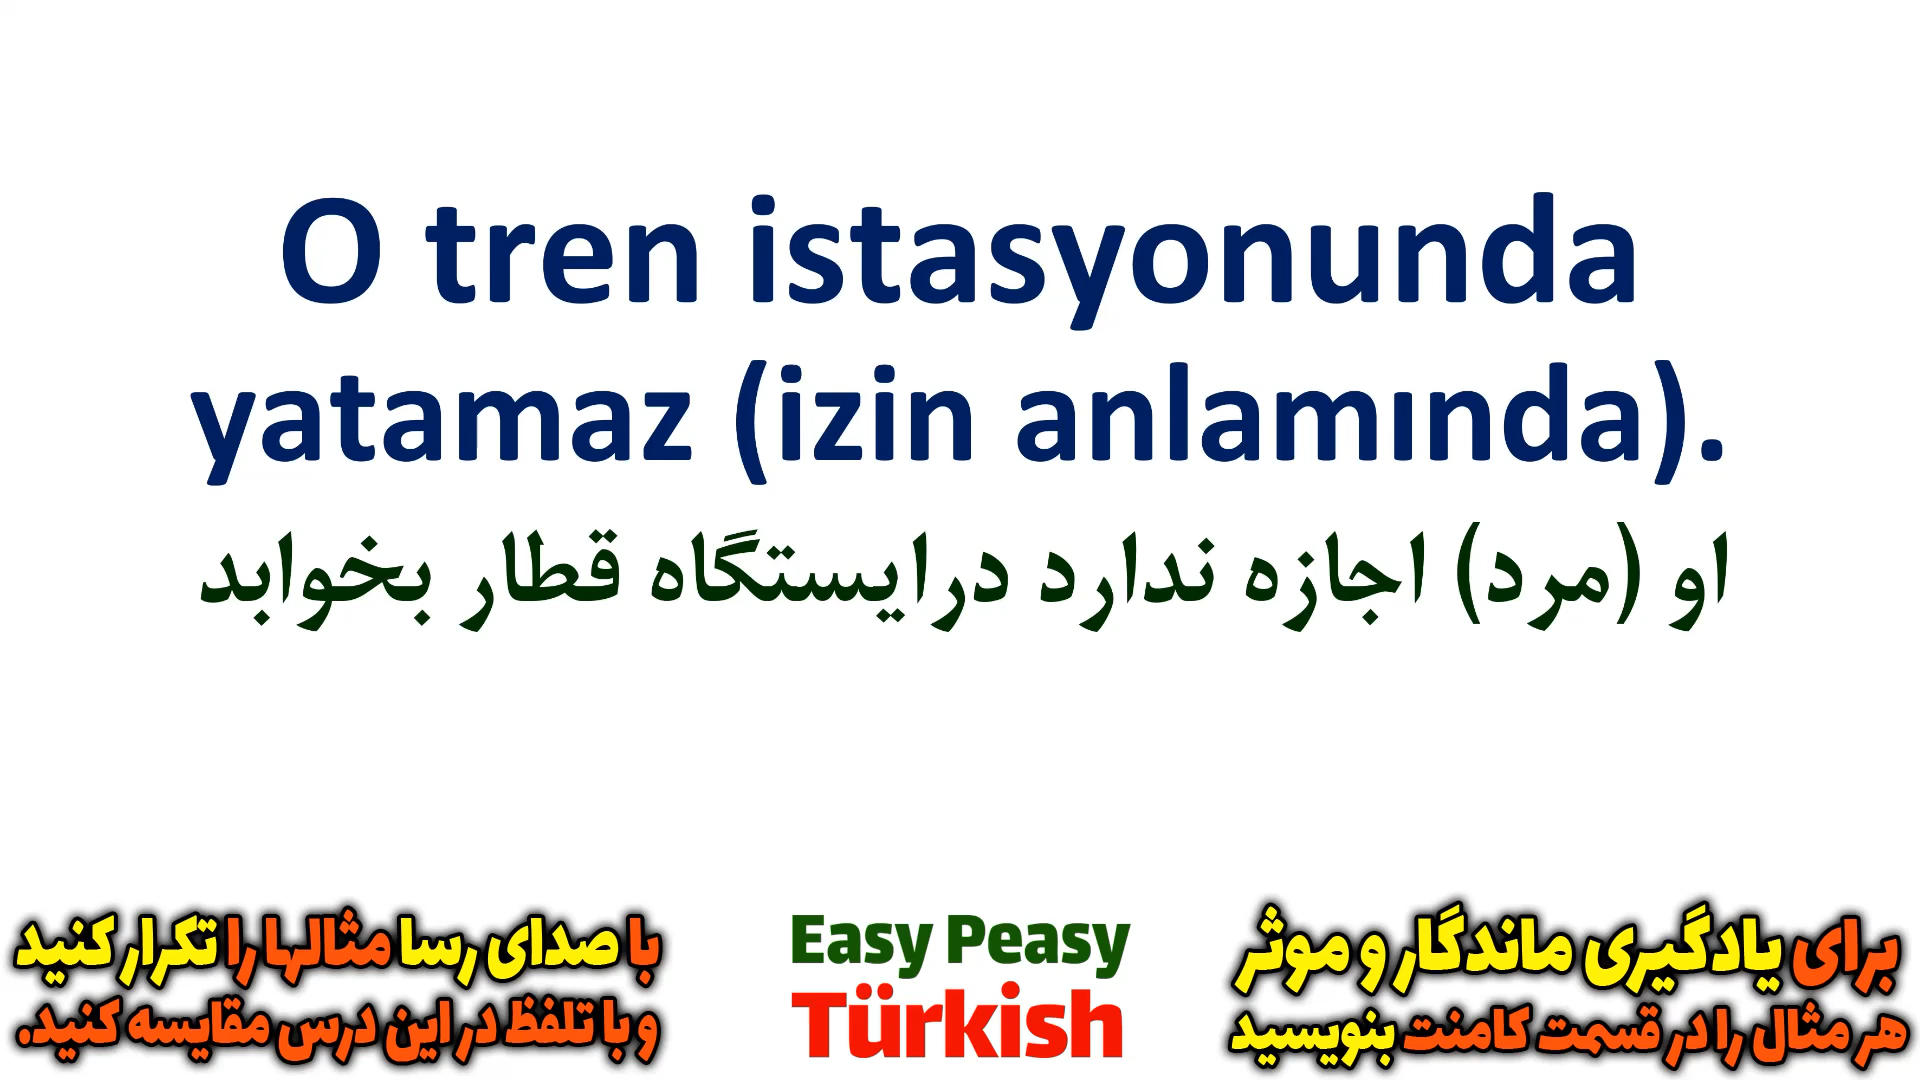 O tren istasyonunda
yatamaz (izin anlamında).
او (مرد) اجازه ندارد درایستگاه قطار بخوابد
با صدای رسا مثالها را تکرار کنید
و با تلفظ در این درس مقایسه کنید.
Easy Peasy
Türkish
برای یادگیری ماندگار و موثر
هر مثال را در قسمت کامنت بنویسید